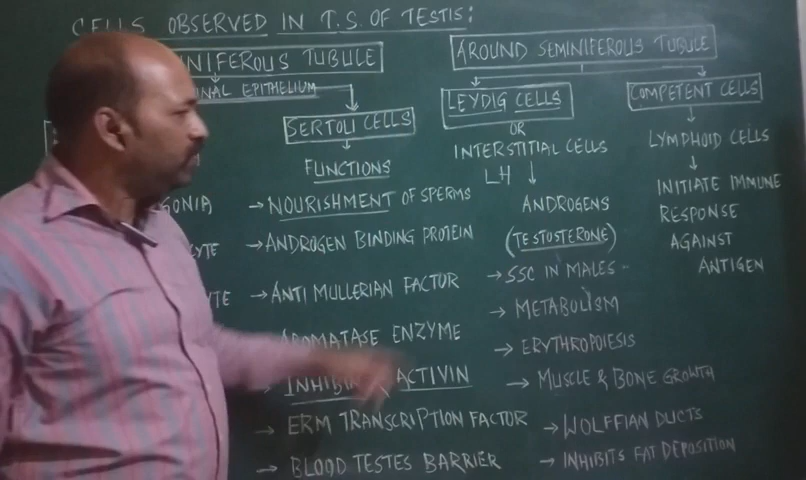 CELLS OBSERVED IN T.S. OF TESTIS:
NIFEROUS TUBULE
INAL EPITHELIUM
SERTOLI CELLS
FUNCTIONS
GONIA
YTE
YTE
→ NOURISHMENT OF SPERMS
→ ANDROGEN BINDING PROTEIN
→ ANTI MULLERIAN FACTOR
AROMATASE ENZYME
ACTIVIN
→ ERM TRANSCRIPTION FACTOR
→ BLOOD TESTES BARRIER
AROUND SEMINIFEROUS TUBULE
LEYDIG CELLS
OR
INTERSTITIAL CELLS
LH ↓
ANDROGENS
(TESTOSTERONE)
→ SSC IN MALES
→ METABOLISM
→ ERYTHROPOIESIS
→ MUSCLE & BONE GROWTH
→ WOLFFIAN DUCTS
→ INHIBITS FAT DEPOSITION
COMPETENT CELLS
↓
LYMPHOID CELLS
↓
INITIATE IMMUNE
RESPONSE
AGAINST
ANTIGEN